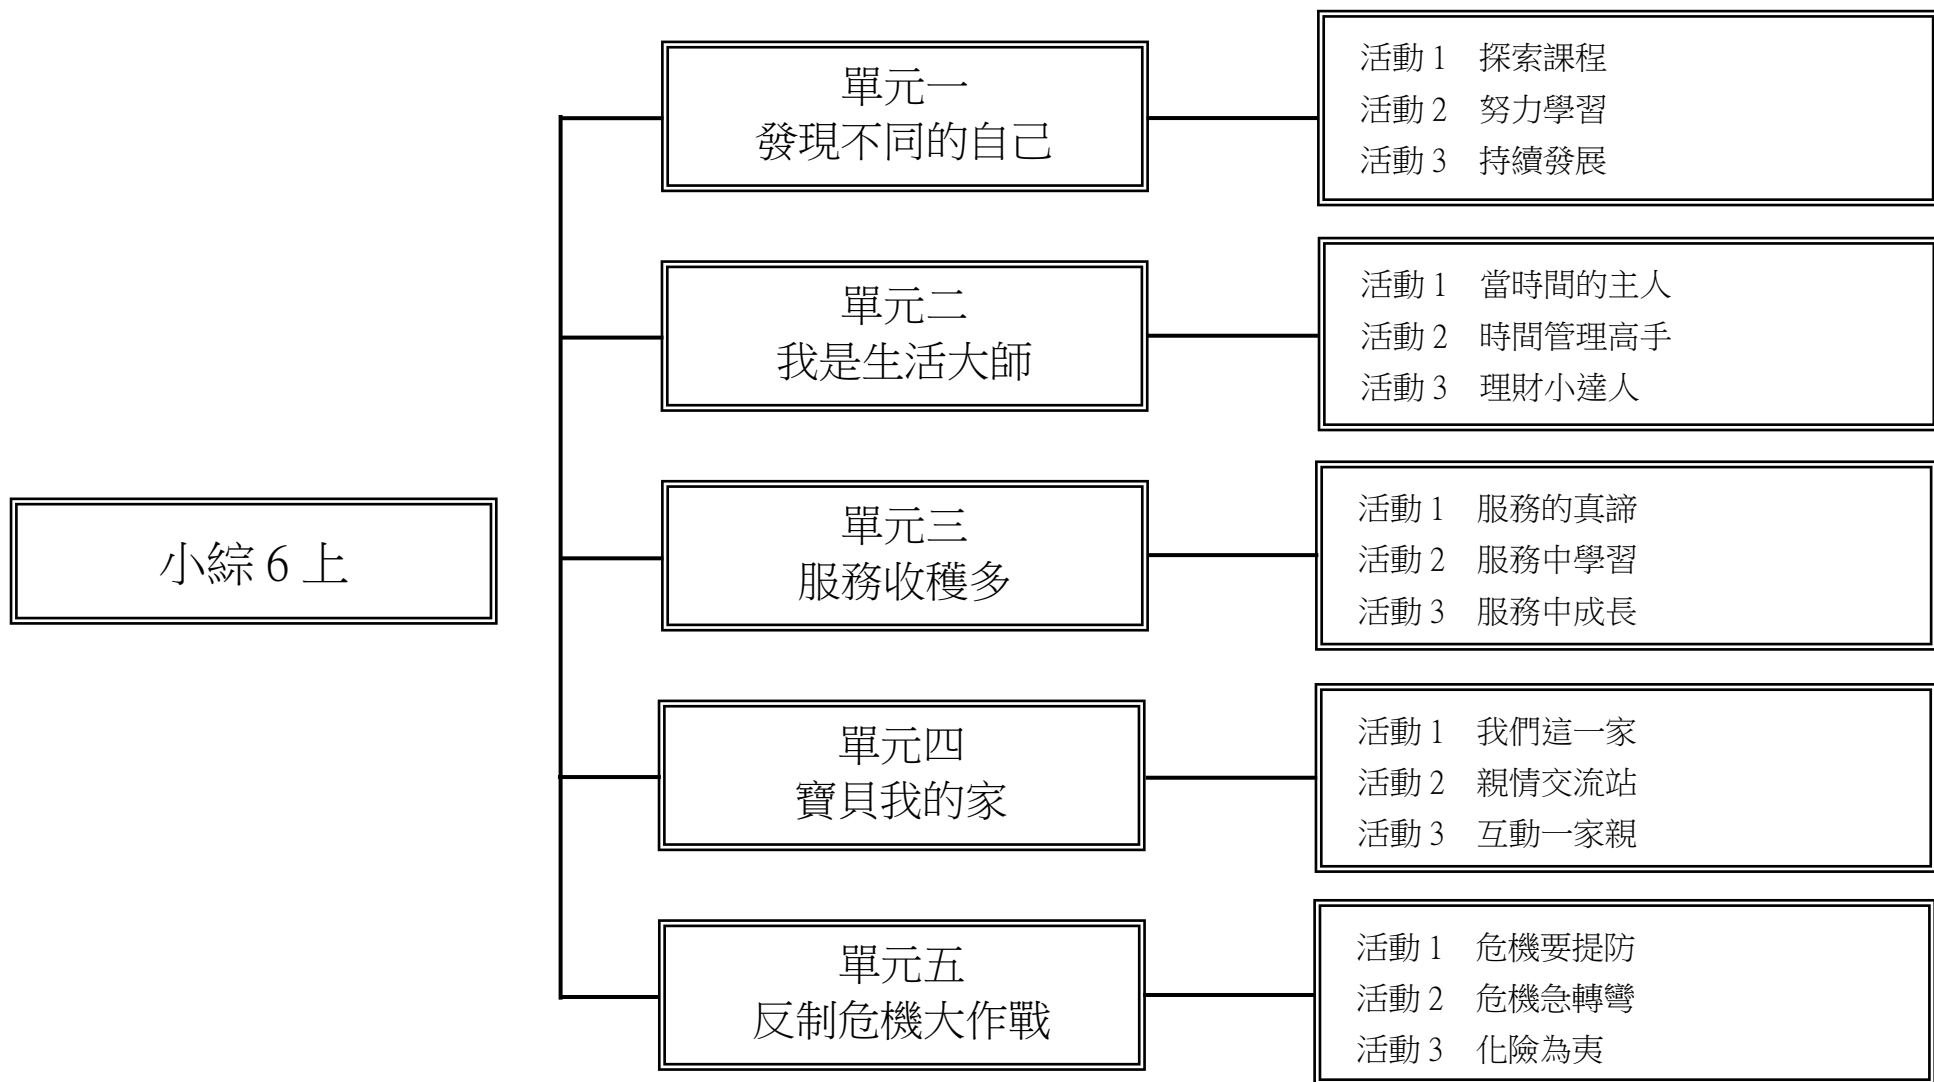 小綜 6 上
單元一
發現不同的自己
活動 1　探索課程
活動 2　努力學習
活動 3　持續發展
單元二
我是生活大師
活動 1　當時間的主人
活動 2　時間管理高手
活動 3　理財小達人
單元三
服務收穫多
活動 1　服務的真諦
活動 2　服務中學習
活動 3　服務中成長
單元四
寶貝我的家
活動 1　我們這一家
活動 2　親情交流站
活動 3　互動一家親
單元五
反制危機大作戰
活動 1　危機要提防
活動 2　危機急轉彎
活動 3　化險為夷